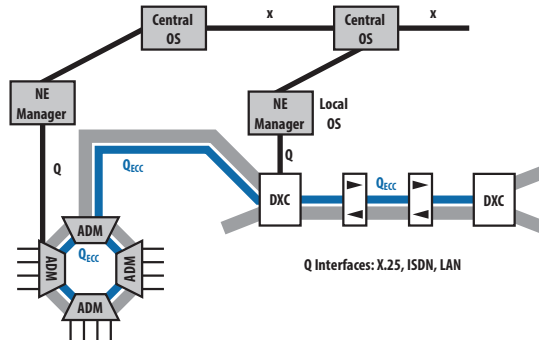 Central
OS
x
Central
OS
x
NE
Manager
NE
Manager
Local
OS
Q
QECC
Q
DXC
QECC
DXC
ADM
ADM
QECC
ADM
ADM
Q Interfaces: X.25, ISDN, LAN